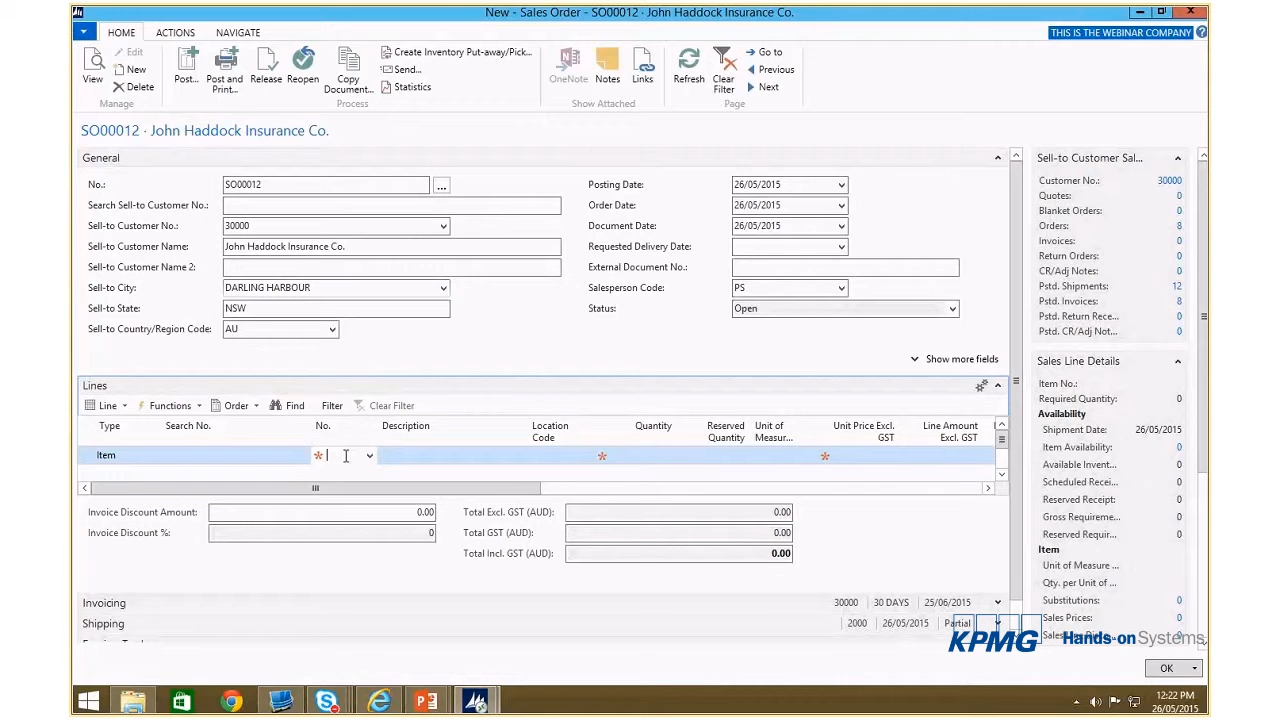 New - Sales Order - SO00012 · John Haddock Insurance Co.
HOME ACTIONS NAVIGATE THIS IS THE WEBINAR COMPANY
View Edit New Delete
Post... Post and Print... Release Reopen Copy Document...
Create Inventory Put-away/Pick...
Send...
Statistics
OneNote Notes Links
Refresh Clear Filter
Go to
Previous
Next
Manage Process Show Attached Page
SO00012 · John Haddock Insurance Co.
General
No.: SO00012 ... Posting Date: 26/05/2015
Search Sell-to Customer No.: Order Date: 26/05/2015
Sell-to Customer No.: 30000 Document Date: 26/05/2015
Sell-to Customer Name: John Haddock Insurance Co. Requested Delivery Date:
Sell-to Customer Name 2: External Document No.:
Sell-to City: DARLING HARBOUR Salesperson Code: PS
Sell-to State: NSW Status: Open
Sell-to Country/Region Code: AU
Show more fields
Lines
Line Functions Order Find Filter Clear Filter
Type Search No. No. Description Location Code Quantity Reserved Quantity Unit of Measur... Unit Price Excl. GST Line Amount Excl. GST
Item * * *
Invoice Discount Amount: 0.00 Total Excl. GST (AUD): 0.00
Invoice Discount %: 0 Total GST (AUD): 0.00
Total Incl. GST (AUD): 0.00
Invoicing 30000 30 DAYS 25/06/2015
Shipping 2000 26/05/2015 Partial
Sell-to Customer Sal...
Customer No.: 30000
Quotes: 0
Blanket Orders: 0
Orders: 8
Invoices: 0
Return Orders: 0
CR/Adj Notes: 0
Pstd. Shipments: 12
Pstd. Invoices: 8
Pstd. Return Rece... 0
Pstd. CR/Adj Not... 0
Sales Line Details
Item No.:
Required Quantity: 0
Availability
Shipment Date: 26/05/2015
Item Availability: 0
Available Invent... 0
Scheduled Recei... 0
Reserved Receipt: 0
Gross Requireme... 0
Reserved Requir... 0
Item
Unit of Measure ...
Qty. per Unit of ...
Substitutions: 0
Sales Prices: 0
KPMG Hands-on Systems
OK
12:22 PM
26/05/2015